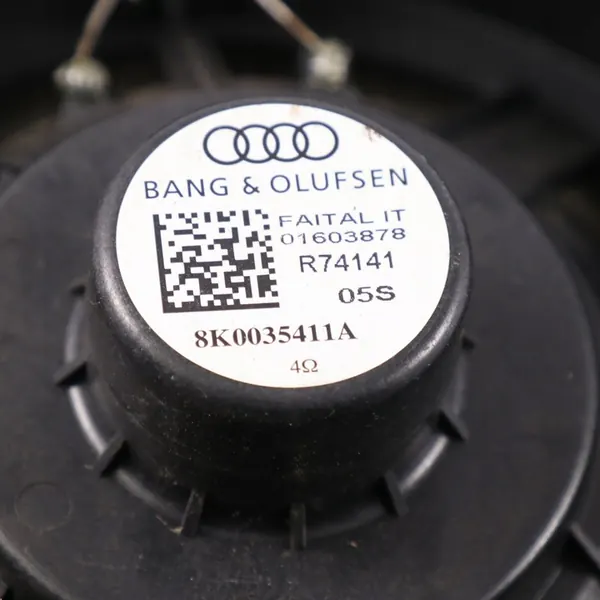 BANG & OLUFSEN
FAITAL IT
01603878
R74141
05S
8K0035411A
4Ω